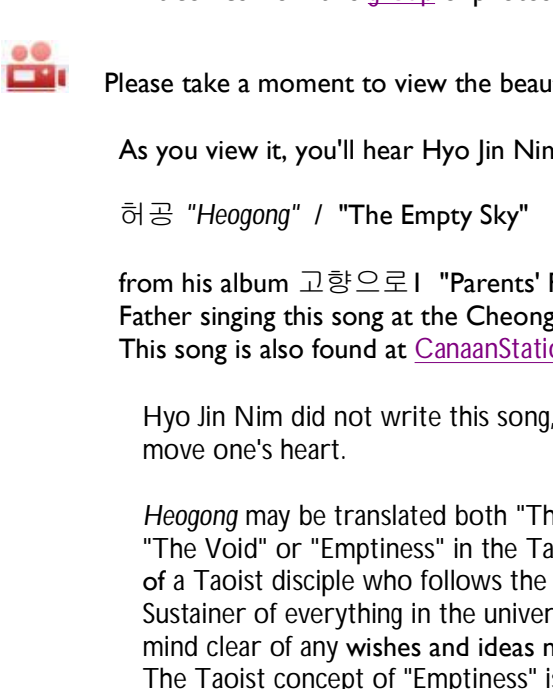 Please take a moment to view the beau
As you view it, you'll hear Hyo Jin Nim
허공 "Heogong" / "The Empty Sky"
from his album 고향으로I "Parents'
Father singing this song at the Cheong
This song is also found at CanaanStatio
Hyo Jin Nim did not write this song,
move one's heart.
Heogong may be translated both "Th
"The Void" or "Emptiness" in the Ta
of a Taoist disciple who follows the
Sustainer of everything in the univer
mind clear of any wishes and ideas
The Taoist concept of "Emptiness" is